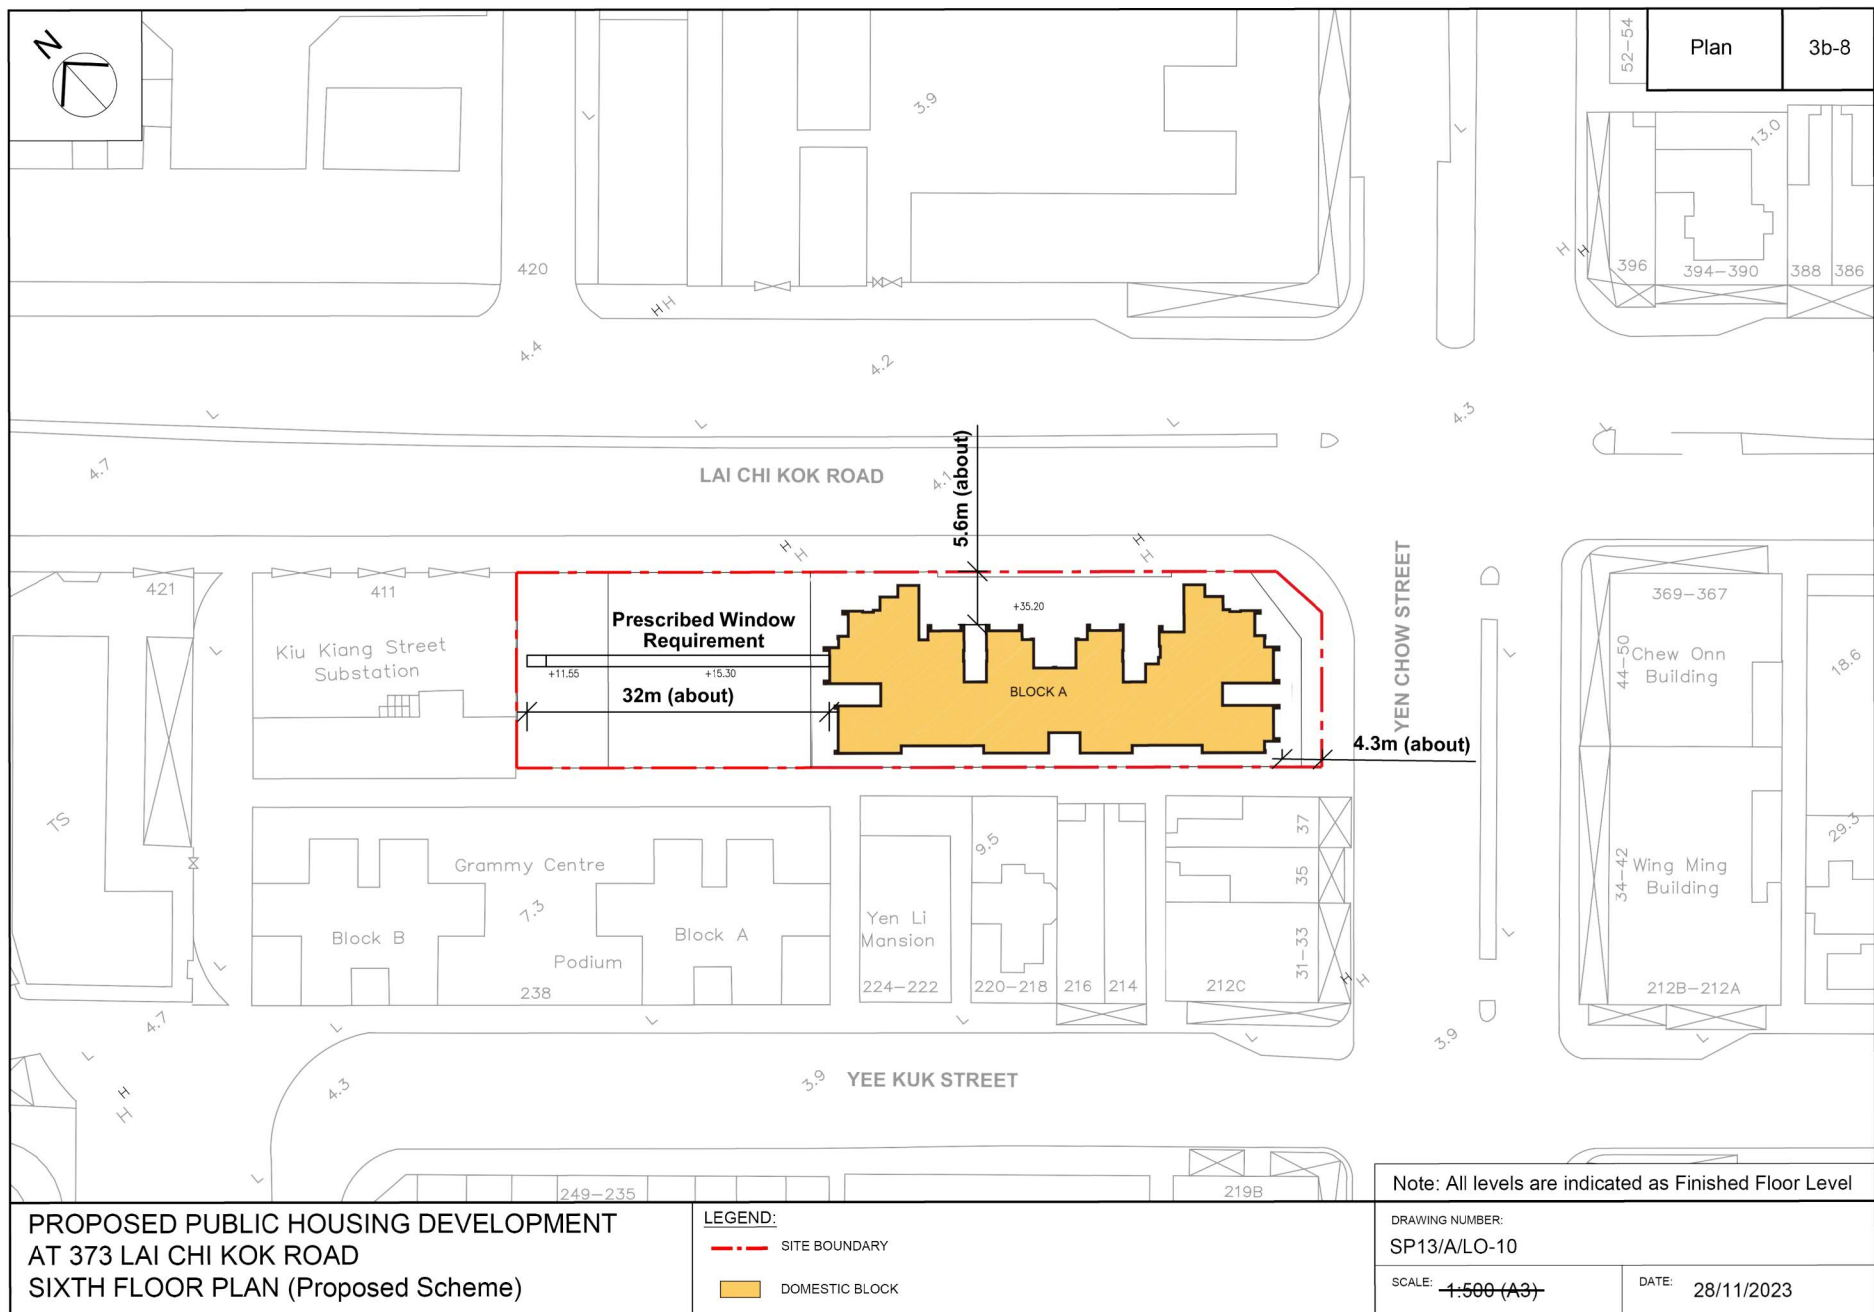 N
Plan
3b-8
52-54
3.9
13.0
420
396
394-390
388
386
4.4
4.2
4.3
4.7
LAI CHI KOK ROAD
4.1
5.6m (about)
YEN CHOW STREET
421
411
Kiu Kiang Street
Substation
Prescribed Window
Requirement
+11.55
+15.30
32m (about)
+35.20
BLOCK A
4.3m (about)
369-367
44-50
Chew Onn
Building
18.6
TS
Grammy Centre
7.3
Block B
Block A
Podium
238
Yen Li
Mansion
224-222
9.5
220-218
216
214
37
35
31-33
212C
34-42
Wing Ming
Building
212B-212A
29.3
4.7
4.3
3.9
YEE KUK STREET
3.9
249-235
219B
Note: All levels are indicated as Finished Floor Level
PROPOSED PUBLIC HOUSING DEVELOPMENT
AT 373 LAI CHI KOK ROAD
SIXTH FLOOR PLAN (Proposed Scheme)
LEGEND:
SITE BOUNDARY
DOMESTIC BLOCK
DRAWING NUMBER:
SP13/A/LO-10
SCALE: 1:500 (A3)
DATE: 28/11/2023